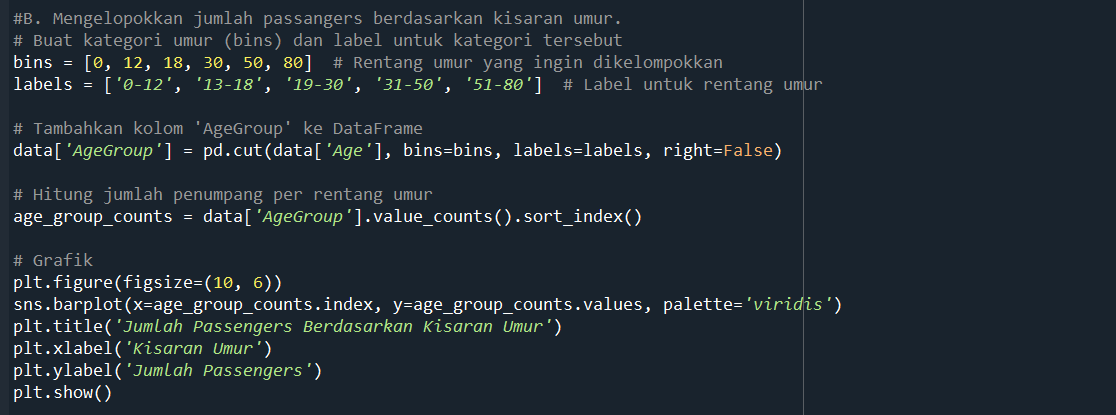 #B. Mengelopokkan jumlah passangers berdasarkan kisaran umur.
# Buat kategori umur (bins) dan label untuk kategori tersebut
bins = [0, 12, 18, 30, 50, 80]  # Rentang umur yang ingin dikelompokkan
labels = ['0-12', '13-18', '19-30', '31-50', '51-80']  # Label untuk rentang umur
# Tambahkan kolom 'AgeGroup' ke DataFrame
data['AgeGroup'] = pd.cut(data['Age'], bins=bins, labels=labels, right=False)
# Hitung jumlah penumpang per rentang umur
age_group_counts = data['AgeGroup'].value_counts().sort_index()
# Grafik
plt.figure(figsize=(10, 6))
sns.barplot(x=age_group_counts.index, y=age_group_counts.values, palette='viridis')
plt.title('Jumlah Passengers Berdasarkan Kisaran Umur')
plt.xlabel('Kisaran Umur')
plt.ylabel('Jumlah Passengers')
plt.show()